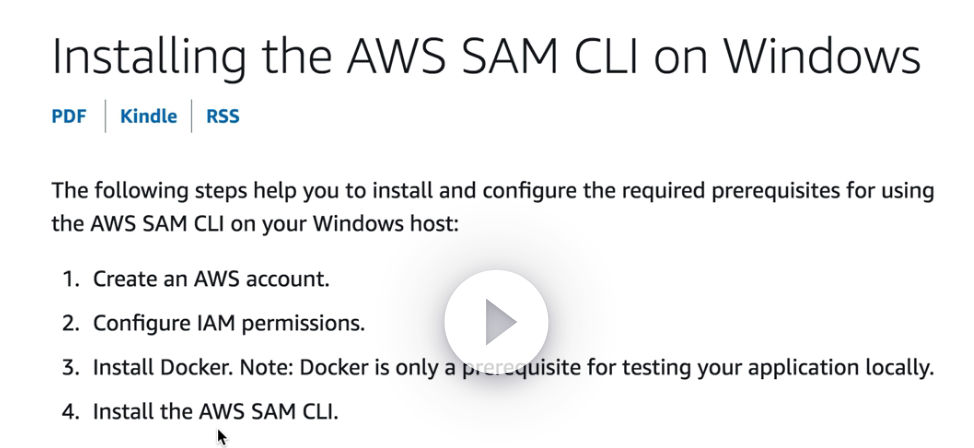 Installing the AWS SAM CLI on Windows
PDF | Kindle | RSS
The following steps help you to install and configure the required prerequisites for using
the AWS SAM CLI on your Windows host:
1. Create an AWS account.
2. Configure IAM permissions.
3. Install Docker. Note: Docker is only a prerequisite for testing your application locally.
4. Install the AWS SAM CLI.